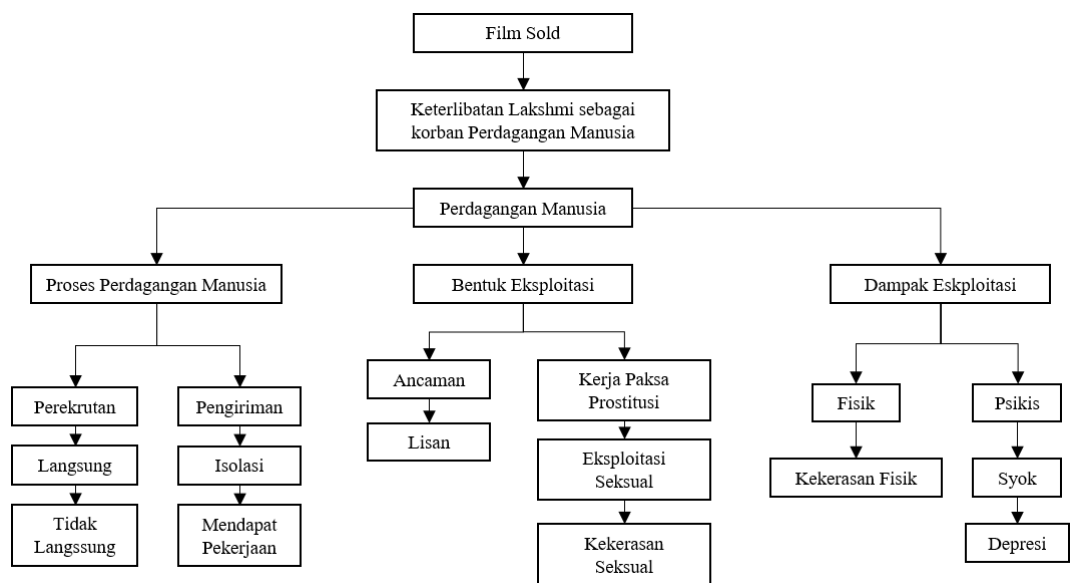 Film Sold
Keterlibatan Lakshmi sebagai
korban Perdagangan Manusia
Perdagangan Manusia
Proses Perdagangan Manusia
Bentuk Eksploitasi
Dampak Eskploitasi
Perekrutan
Langsung
Tidak
Langssung
Pengiriman
Isolasi
Mendapat
Pekerjaan
Ancaman
Lisan
Kerja Paksa
Prostitusi
Eksploitasi
Seksual
Kekerasan
Seksual
Fisik
Kekerasan Fisik
Psikis
Syok
Depresi